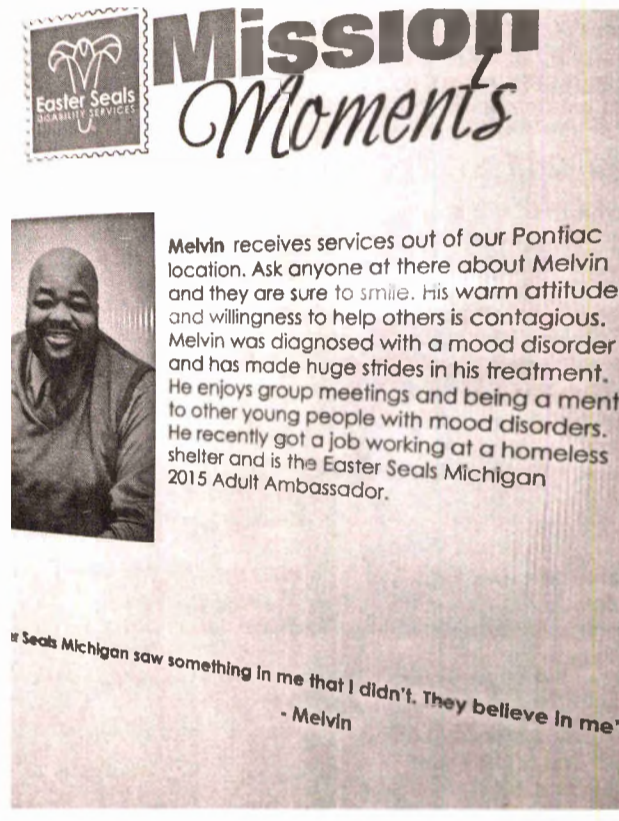 Mission
Moments
Easter Seals
DISABILITY SERVICES
Melvin receives services out of our Pontiac
location. Ask anyone at there about Melvin
and they are sure to smile. His warm attitude
and willingness to help others is contagious.
Melvin was diagnosed with a mood disorder
and has made huge strides in his treatment.
He enjoys group meetings and being a ment
to other young people with mood disorders.
He recently got a job working at a homeless
shelter and is the Easter Seals Michigan
2015 Adult Ambassador.
er Seals Michigan saw something in me that I didn't. They believe in me"
- Melvin